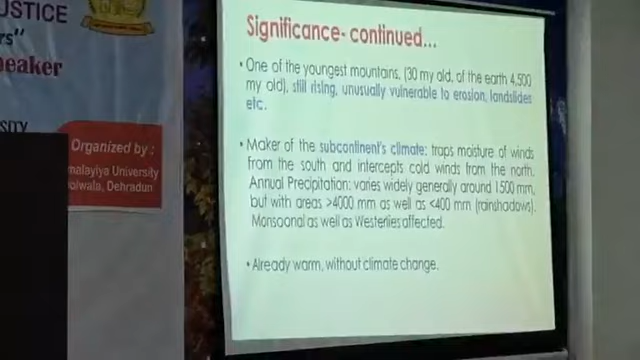 USTICE
rs"
peaker
SITY
Organized by :
malayiya University
oiwala, Dehradun
Significance- continued...
• One of the youngest mountains, (30 my old, of the earth 4,500
my old), still rising, unusually vulnerable to erosion, landslides
etc.
• Maker of the subcontinent's climate: traps moisture of winds
from the south and intercepts cold winds from the north.
Annual Precipitation: varies widely generally around 1500 mm,
but with areas >4000 mm as well as <400 mm (rainshadows).
Monsoonal as well as Westerlies affected.
• Already warm, without climate change.